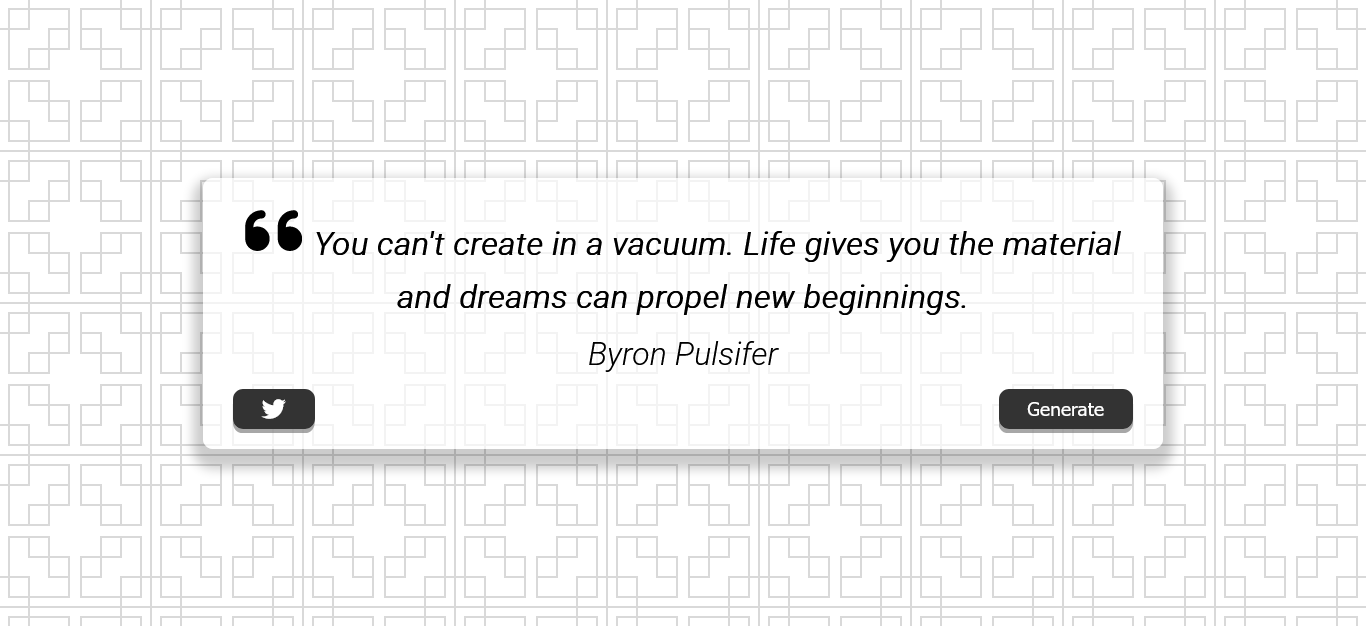 You can't create in a vacuum. Life gives you the material
and dreams can propel new beginnings.
Byron Pulsifer
Generate